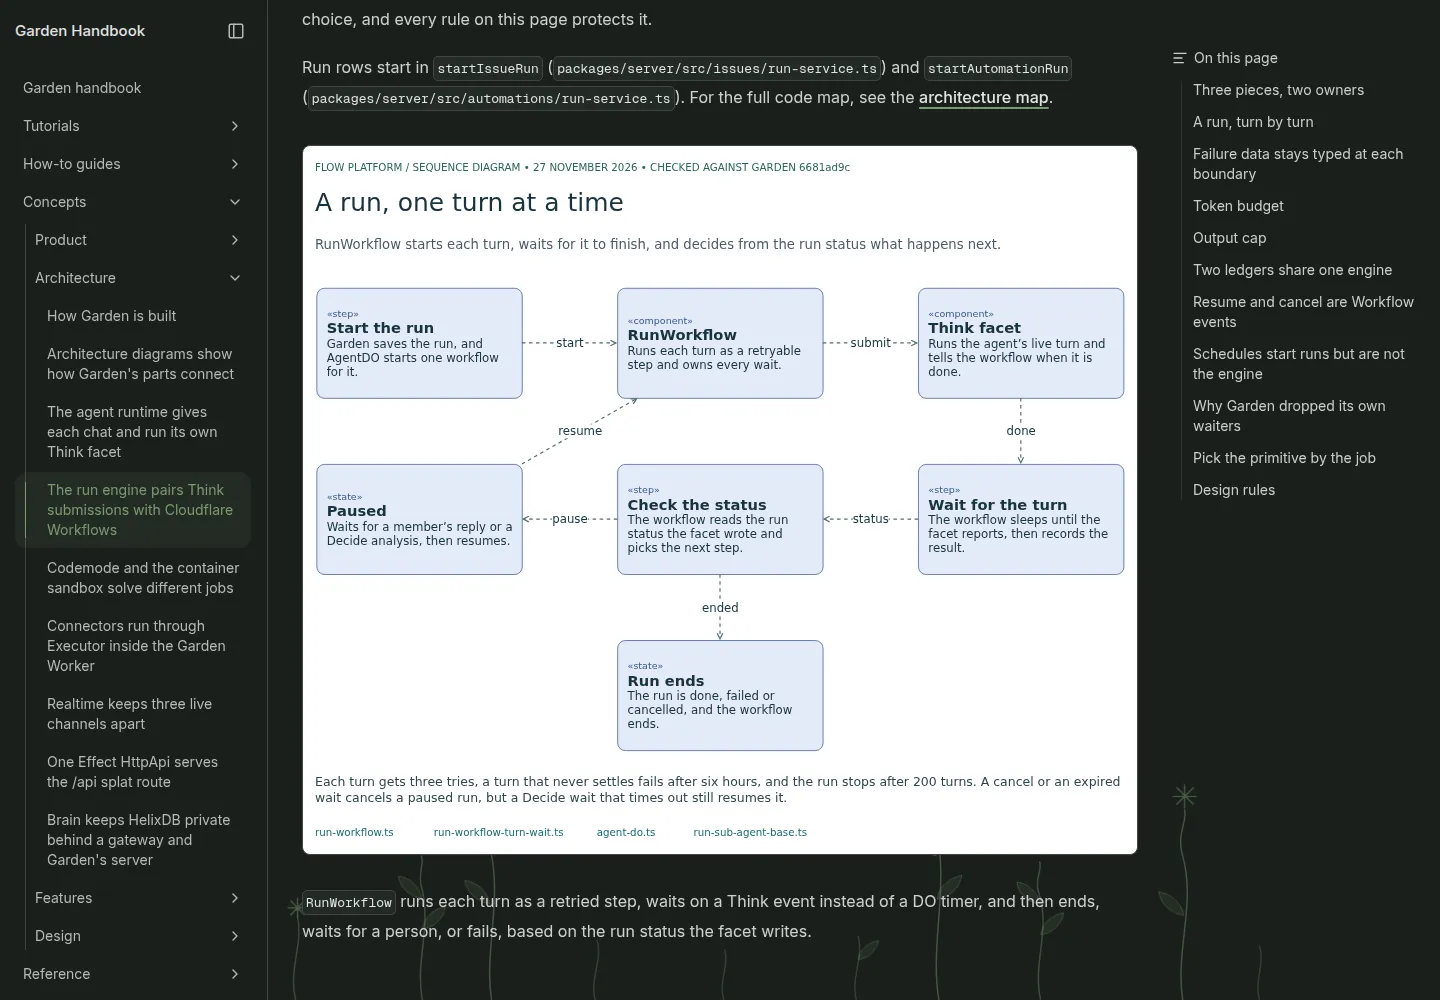 Garden Handbook
Garden handbook
Tutorials
How-to guides
Concepts
Product
Architecture
How Garden is built
Architecture diagrams show
how Garden's parts connect
The agent runtime gives
each chat and run its own
Think facet
The run engine pairs Think
submissions with Cloudflare
Workflows
Codemode and the container
sandbox solve different jobs
Connectors run through
Executor inside the Garden
Worker
Realtime keeps three live
channels apart
One Effect HttpApi serves
the /api splat route
Brain keeps HelixDB private
behind a gateway and
Garden's server
Features
Design
Reference
choice, and every rule on this page protects it.
Run rows start in startIssueRun (packages/server/src/issues/run-service.ts) and startAutomationRun
(packages/server/src/automations/run-service.ts). For the full code map, see the architecture map.
FLOW PLATFORM / SEQUENCE DIAGRAM • 27 NOVEMBER 2026 • CHECKED AGAINST GARDEN 6681ad9c
A run, one turn at a time
RunWorkflow starts each turn, waits for it to finish, and decides from the run status what happens next.
«step»
Start the run
Garden saves the run, and
AgentDO starts one workflow
for it.
start
«component»
RunWorkflow
Runs each turn as a retryable
step and owns every wait.
submit
«component»
Think facet
Runs the agent’s live turn and
tells the workflow when it is
done.
resume
done
«state»
Paused
Waits for a member’s reply or a
Decide analysis, then resumes.
pause
«step»
Check the status
The workflow reads the run
status the facet wrote and
picks the next step.
status
«step»
Wait for the turn
The workflow sleeps until the
facet reports, then records the
result.
ended
«state»
Run ends
The run is done, failed or
cancelled, and the workflow
ends.
Each turn gets three tries, a turn that never settles fails after six hours, and the run stops after 200 turns. A cancel or an expired
wait cancels a paused run, but a Decide wait that times out still resumes it.
run-workflow.ts run-workflow-turn-wait.ts agent-do.ts run-sub-agent-base.ts
RunWorkflow runs each turn as a retried step, waits on a Think event instead of a DO timer, and then ends,
waits for a person, or fails, based on the run status the facet writes.
On this page
Three pieces, two owners
A run, turn by turn
Failure data stays typed at each
boundary
Token budget
Output cap
Two ledgers share one engine
Resume and cancel are Workflow
events
Schedules start runs but are not
the engine
Why Garden dropped its own
waiters
Pick the primitive by the job
Design rules